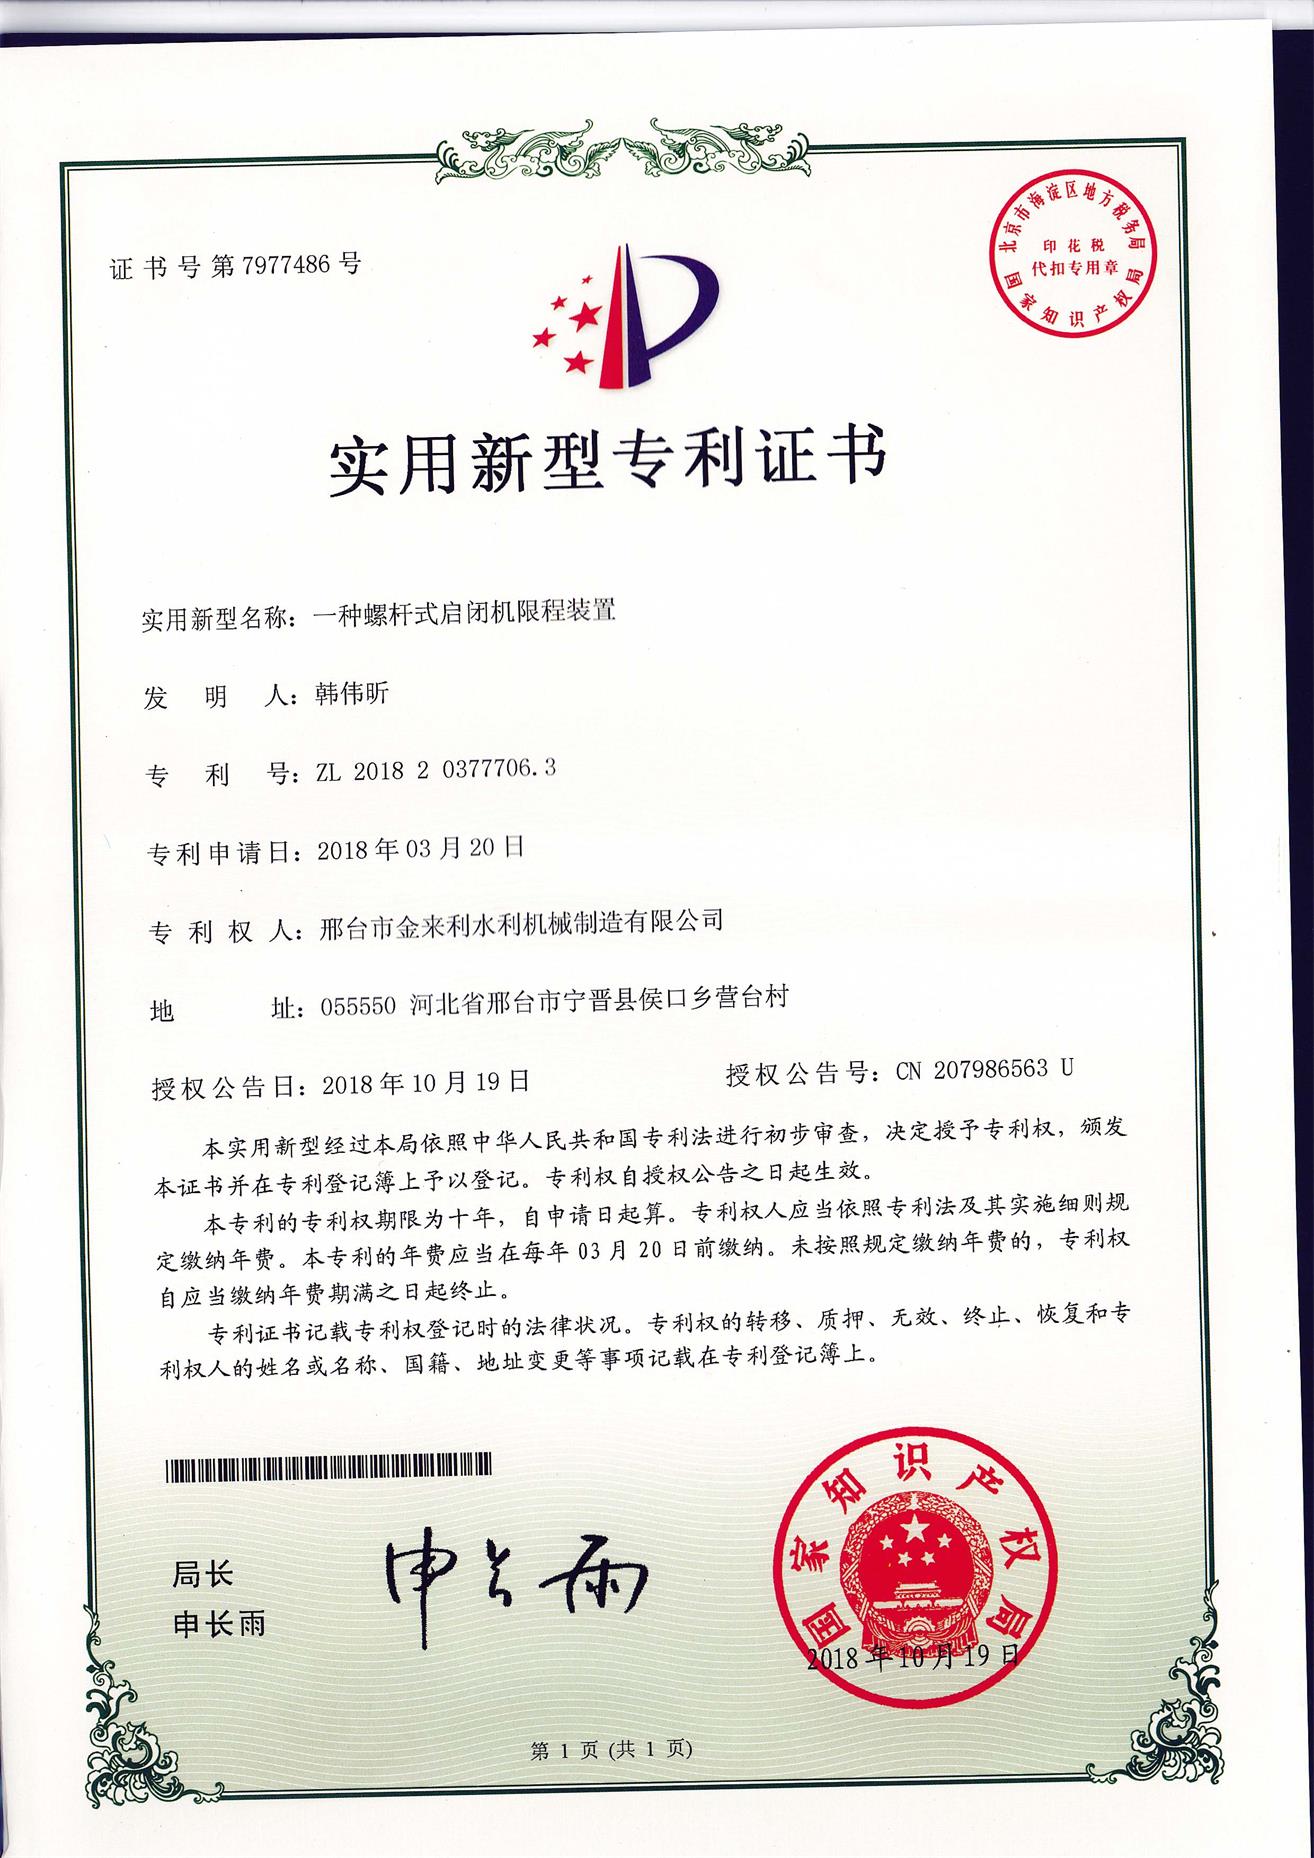 证书号第7977486号
北京市海淀区地方税务局
印花税
代扣专用章
国家知识产权局
实用新型专利证书
实用新型名称：一种螺杆式启闭机限程装置
发明人：韩伟昕
专利号：ZL 2018 2 0377706.3
专利申请日：2018年03月20日
专利权人：邢台市金来利水利机械制造有限公司
地址：055550 河北省邢台市宁晋县侯口乡营台村
授权公告日：2018年10月19日 授权公告号：CN 207986563 U
本实用新型经过本局依照中华人民共和国专利法进行初步审查，决定授予专利权，颁发
本证书并在专利登记簿上予以登记。专利权自授权公告之日起生效。
本专利的专利权期限为十年，自申请日起算。专利权人应当依照专利法及其实施细则规
定缴纳年费。本专利的年费应当在每年03月20日前缴纳。未按照规定缴纳年费的，专利权
自应当缴纳年费期满之日起终止。
专利证书记载专利权登记时的法律状况。专利权的转移、质押、无效、终止、恢复和专
利权人的姓名或名称、国籍、地址变更等事项记载在专利登记簿上。
局长
申长雨
申长雨
国家知识产权局
2018年10月19日
第1页(共1页)